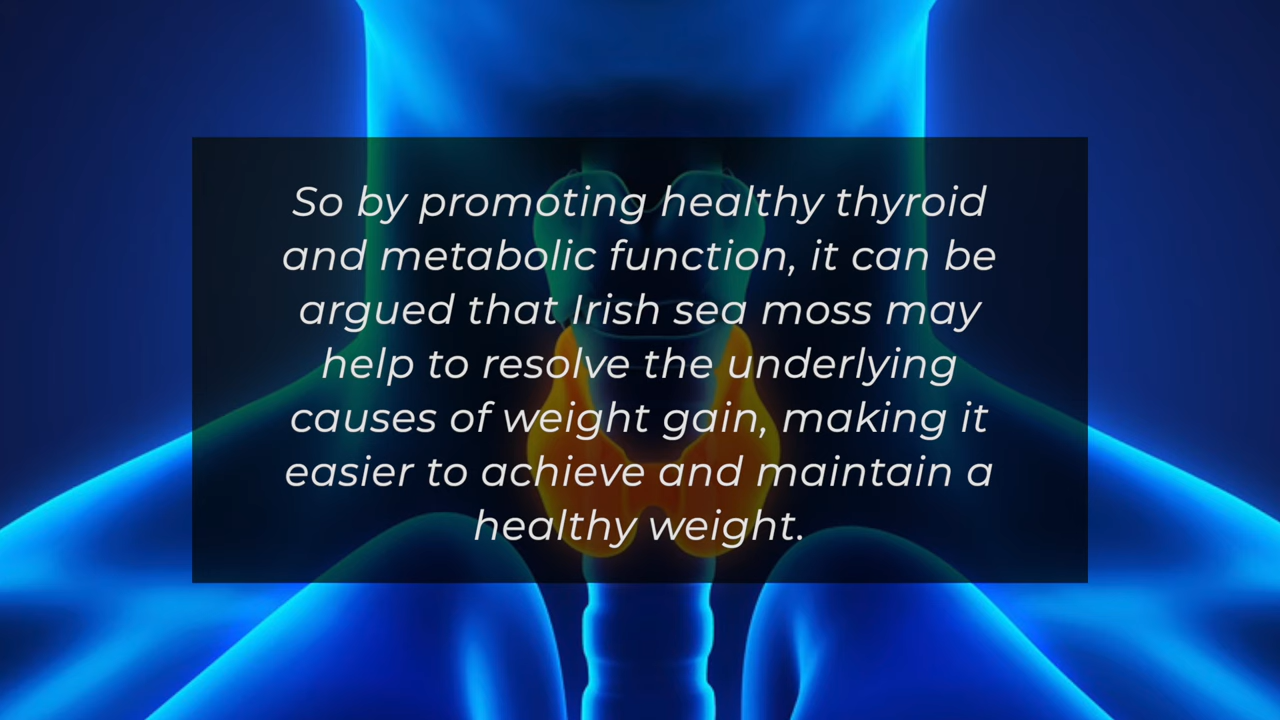 So by promoting healthy thyroid
and metabolic function, it can be
argued that Irish sea moss may
help to resolve the underlying
causes of weight gain, making it
easier to achieve and maintain a
healthy weight.